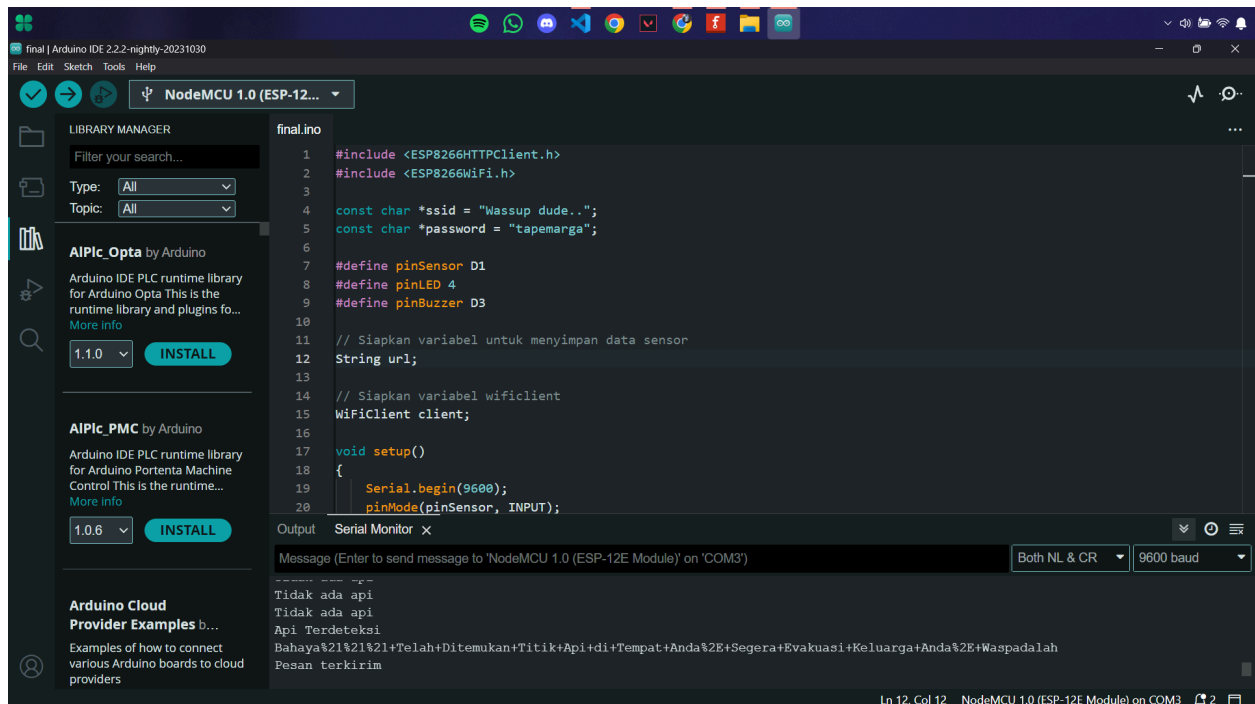 final | Arduino IDE 2.2.2-nightly-20231030
File Edit Sketch Tools Help
NodeMCU 1.0 (ESP-12...
LIBRARY MANAGER
Filter your search...
Type: All
Topic: All
AlPlc_Opta by Arduino
Arduino IDE PLC runtime library
for Arduino Opta This is the
runtime library and plugins fo...
More info
1.1.0 INSTALL
AlPlc_PMC by Arduino
Arduino IDE PLC runtime library
for Arduino Portenta Machine
Control This is the runtime...
More info
1.0.6 INSTALL
Arduino Cloud
Provider Examples b...
Examples of how to connect
various Arduino boards to cloud
providers
final.ino
1 #include <ESP8266HTTPClient.h>
2 #include <ESP8266WiFi.h>
3
4 const char *ssid = "Wassup dude..";
5 const char *password = "tapemarga";
6
7 #define pinSensor D1
8 #define pinLED 4
9 #define pinBuzzer D3
10
11 // Siapkan variabel untuk menyimpan data sensor
12 String url;
13
14 // Siapkan variabel wificlient
15 WiFiClient client;
16
17 void setup()
18 {
19 Serial.begin(9600);
20 pinMode(pinSensor, INPUT);
Output Serial Monitor
Message (Enter to send message to 'NodeMCU 1.0 (ESP-12E Module)' on 'COM3')
Both NL & CR 9600 baud
Tidak ada api
Tidak ada api
Tidak ada api
Api Terdeteksi
Bahaya%21%21%21+Telah+Ditemukan+Titik+Api+di+Tempat+Anda%2E+Segera+Evakuasi+Keluarga+Anda%2E+Waspadalah
Pesan terkirim
Ln 12, Col 12 NodeMCU 1.0 (ESP-12E Module) on COM3 2